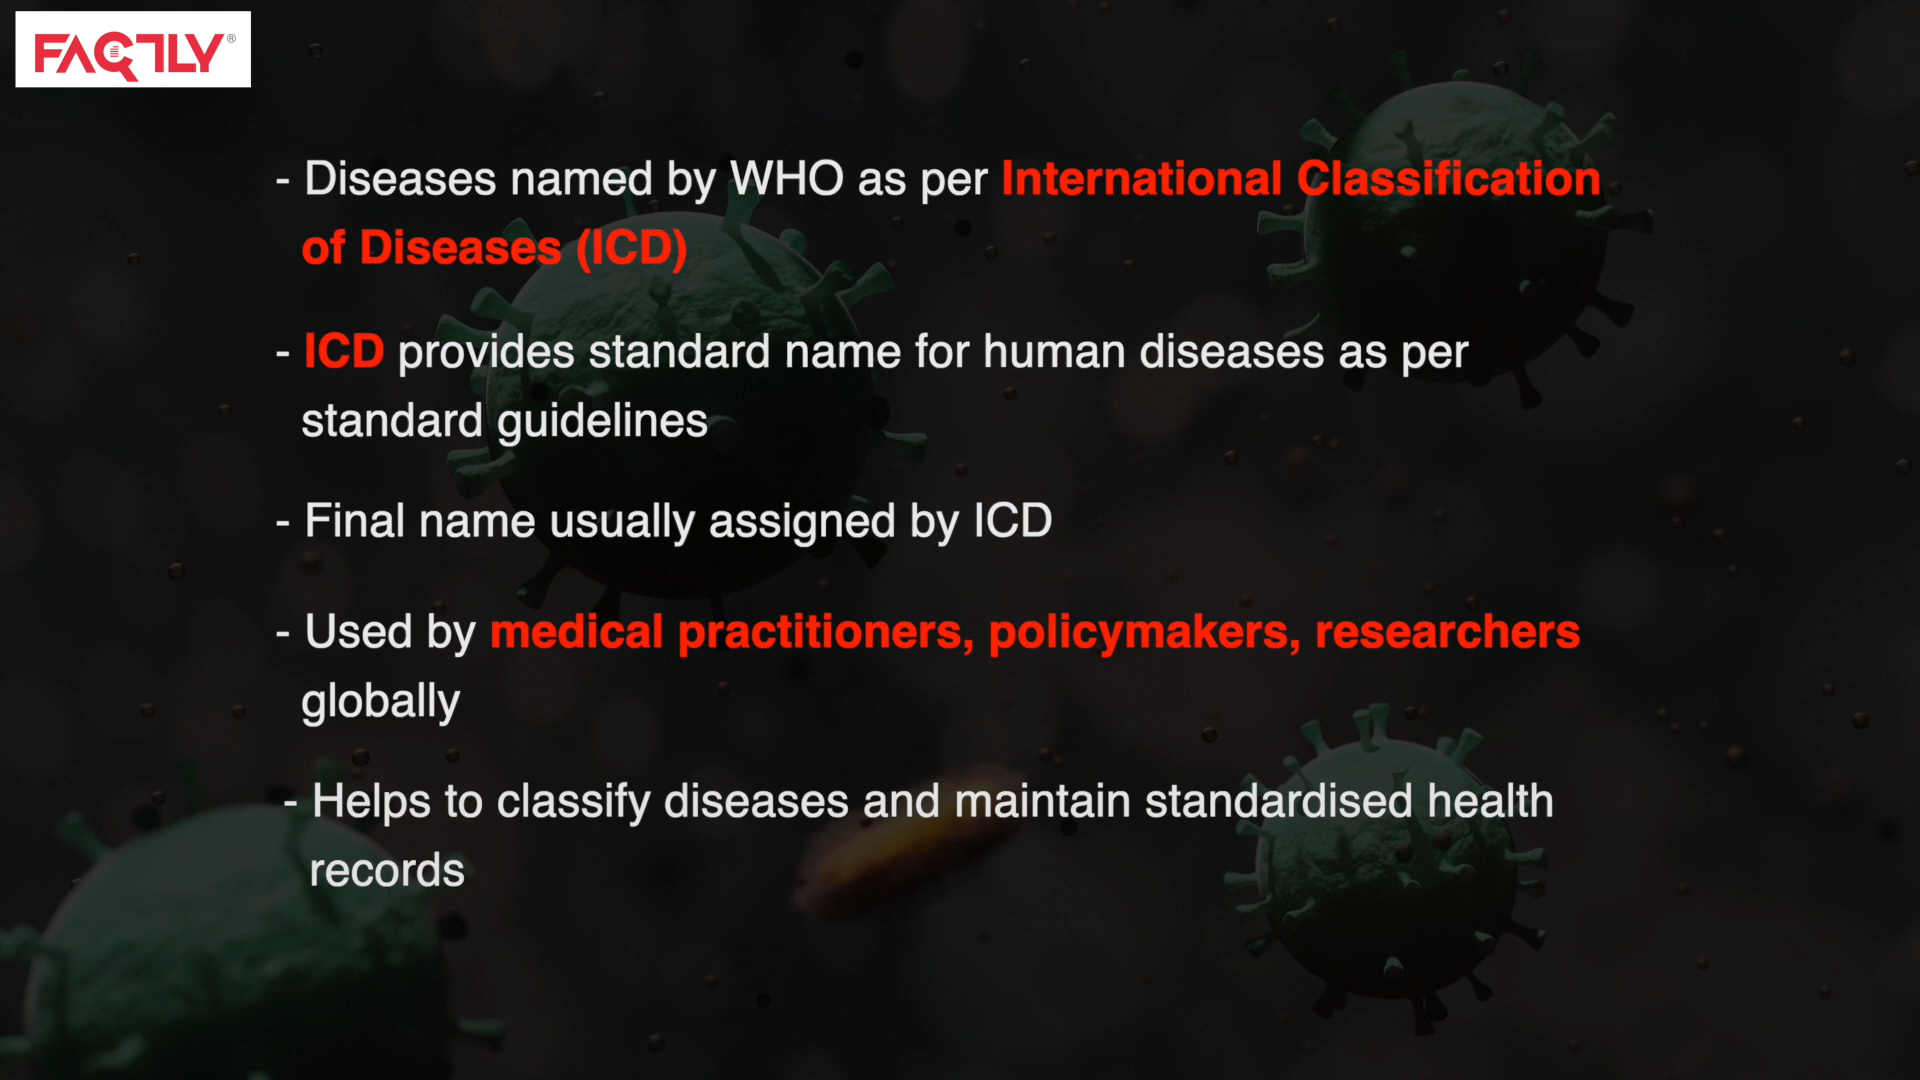 FACTLY®
- Diseases named by WHO as per International Classification
of Diseases (ICD)
- ICD provides standard name for human diseases as per
standard guidelines
- Final name usually assigned by ICD
- Used by medical practitioners, policymakers, researchers
globally
- Helps to classify diseases and maintain standardised health
records